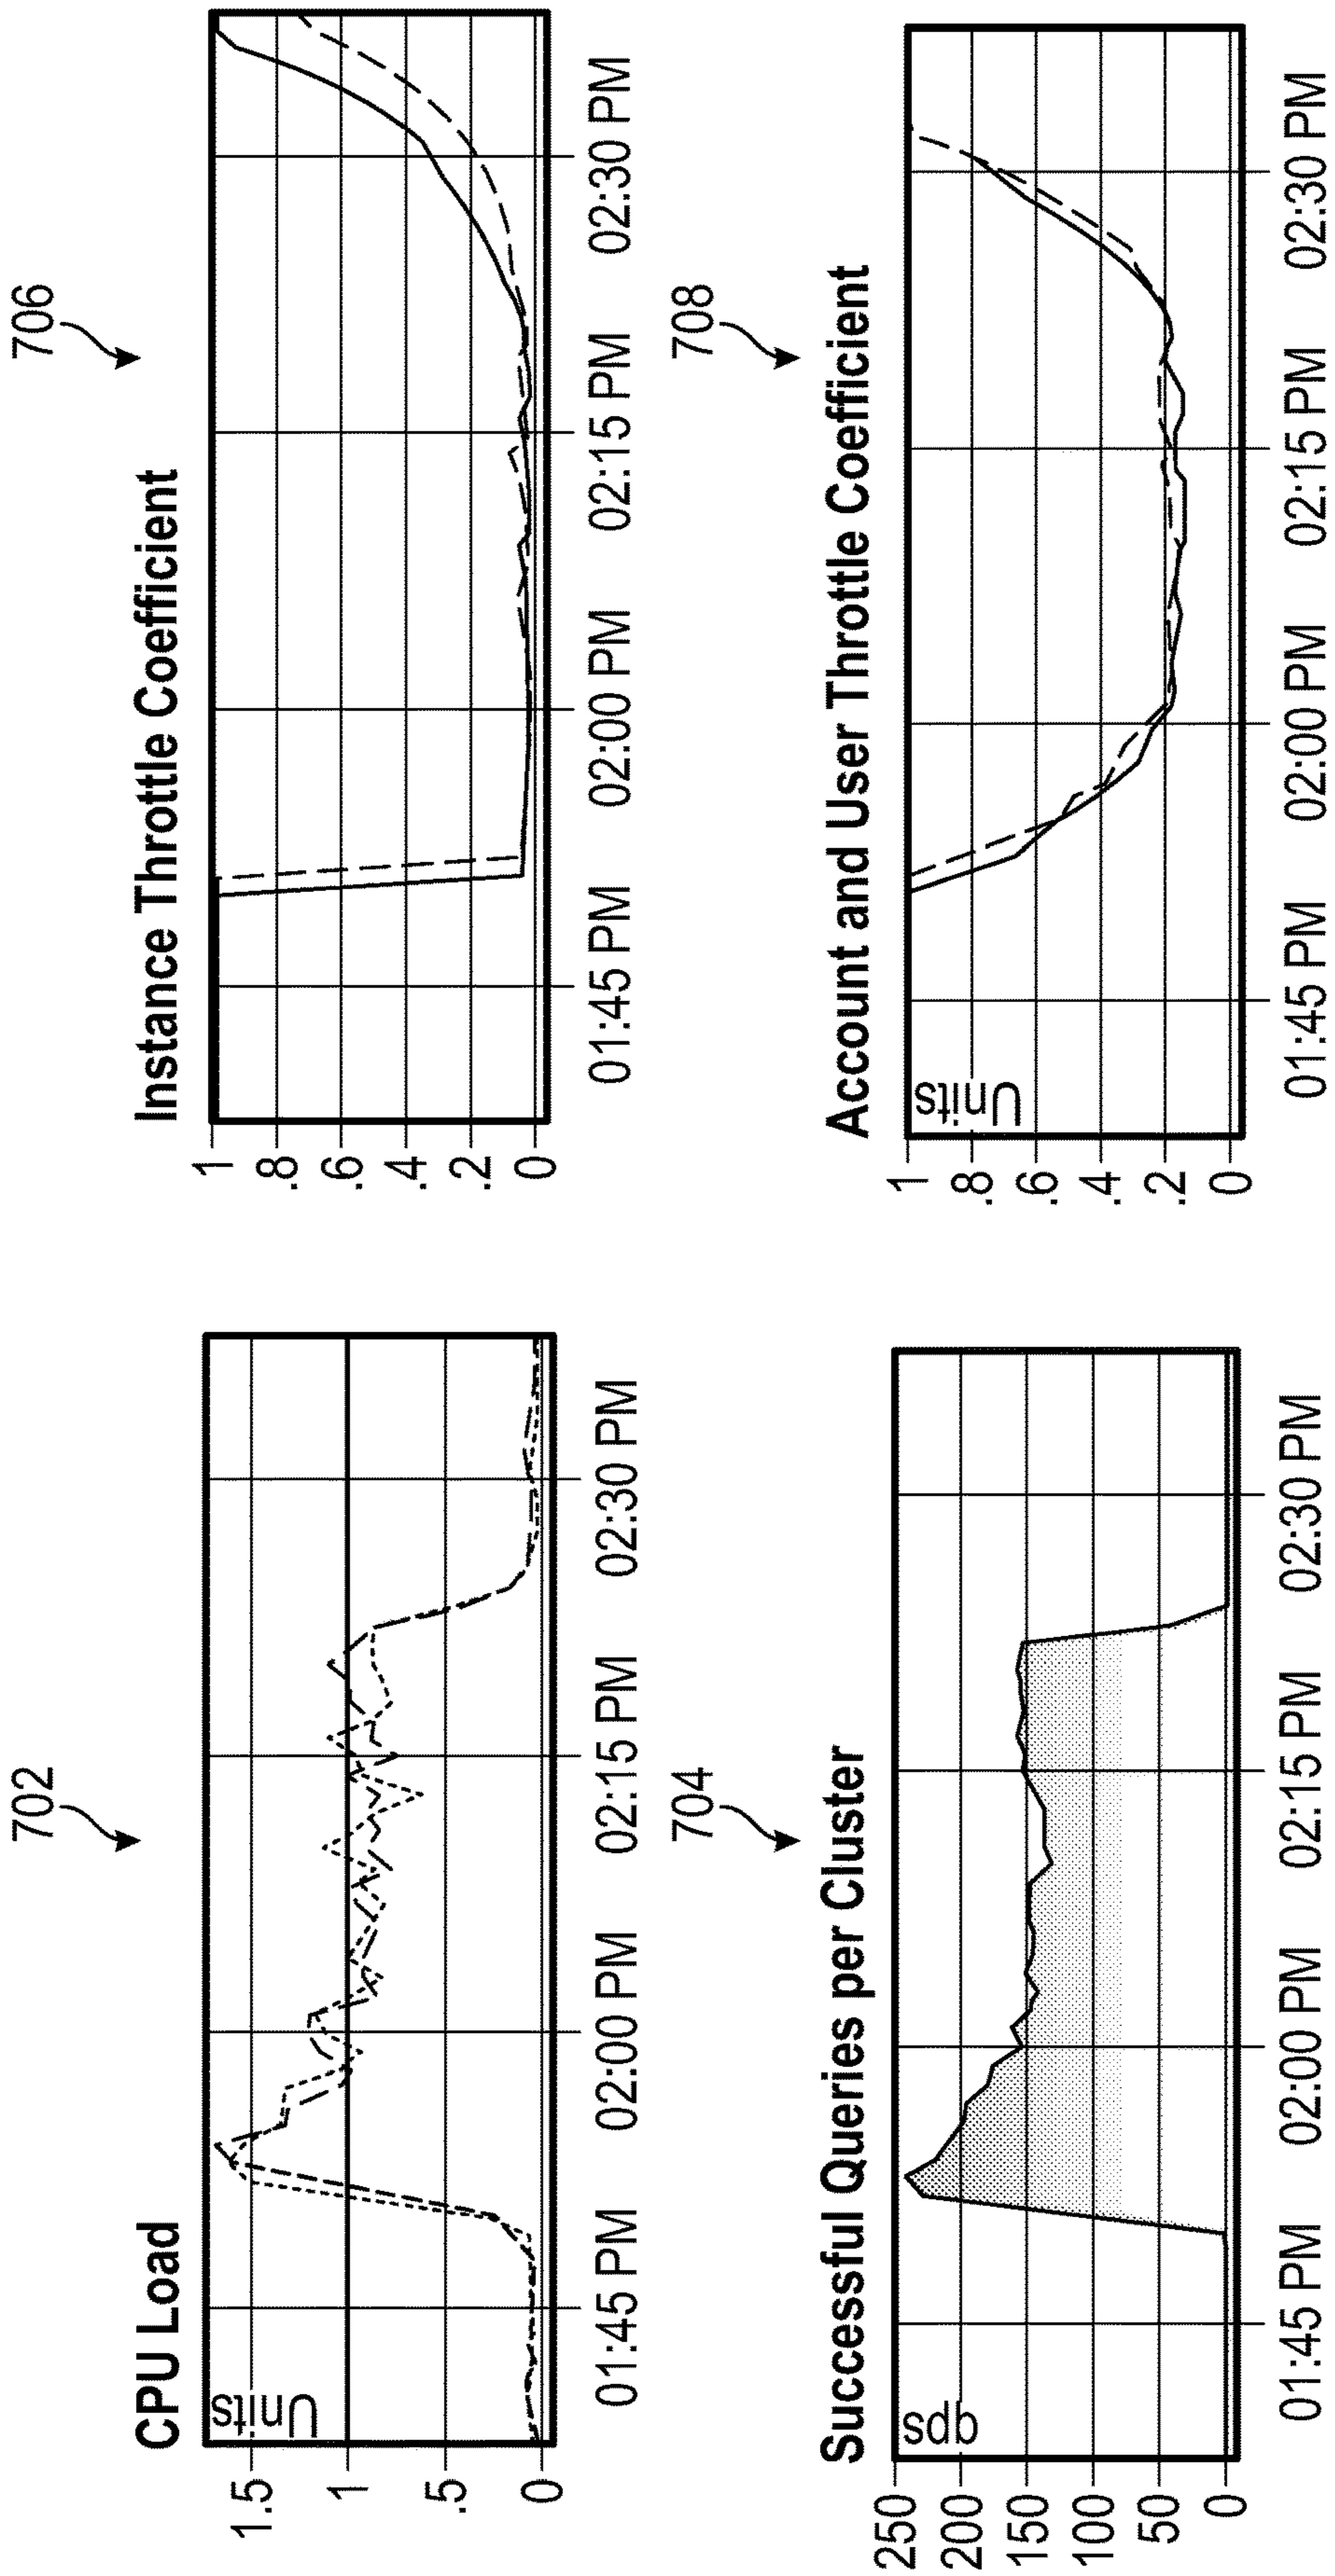 702
CPU Load
Units
1.5
1
.5
0
01:45 PM 02:00 PM 02:15 PM 02:30 PM
704
Successful Queries per Cluster
qps
250
200
150
100
50
0
01:45 PM 02:00 PM 02:15 PM 02:30 PM
706
Instance Throttle Coefficient
1
.8
.6
.4
.2
0
01:45 PM 02:00 PM 02:15 PM 02:30 PM
708
Account and User Throttle Coefficient
Units
1
.8
.6
.4
.2
0
01:45 PM 02:00 PM 02:15 PM 02:30 PM